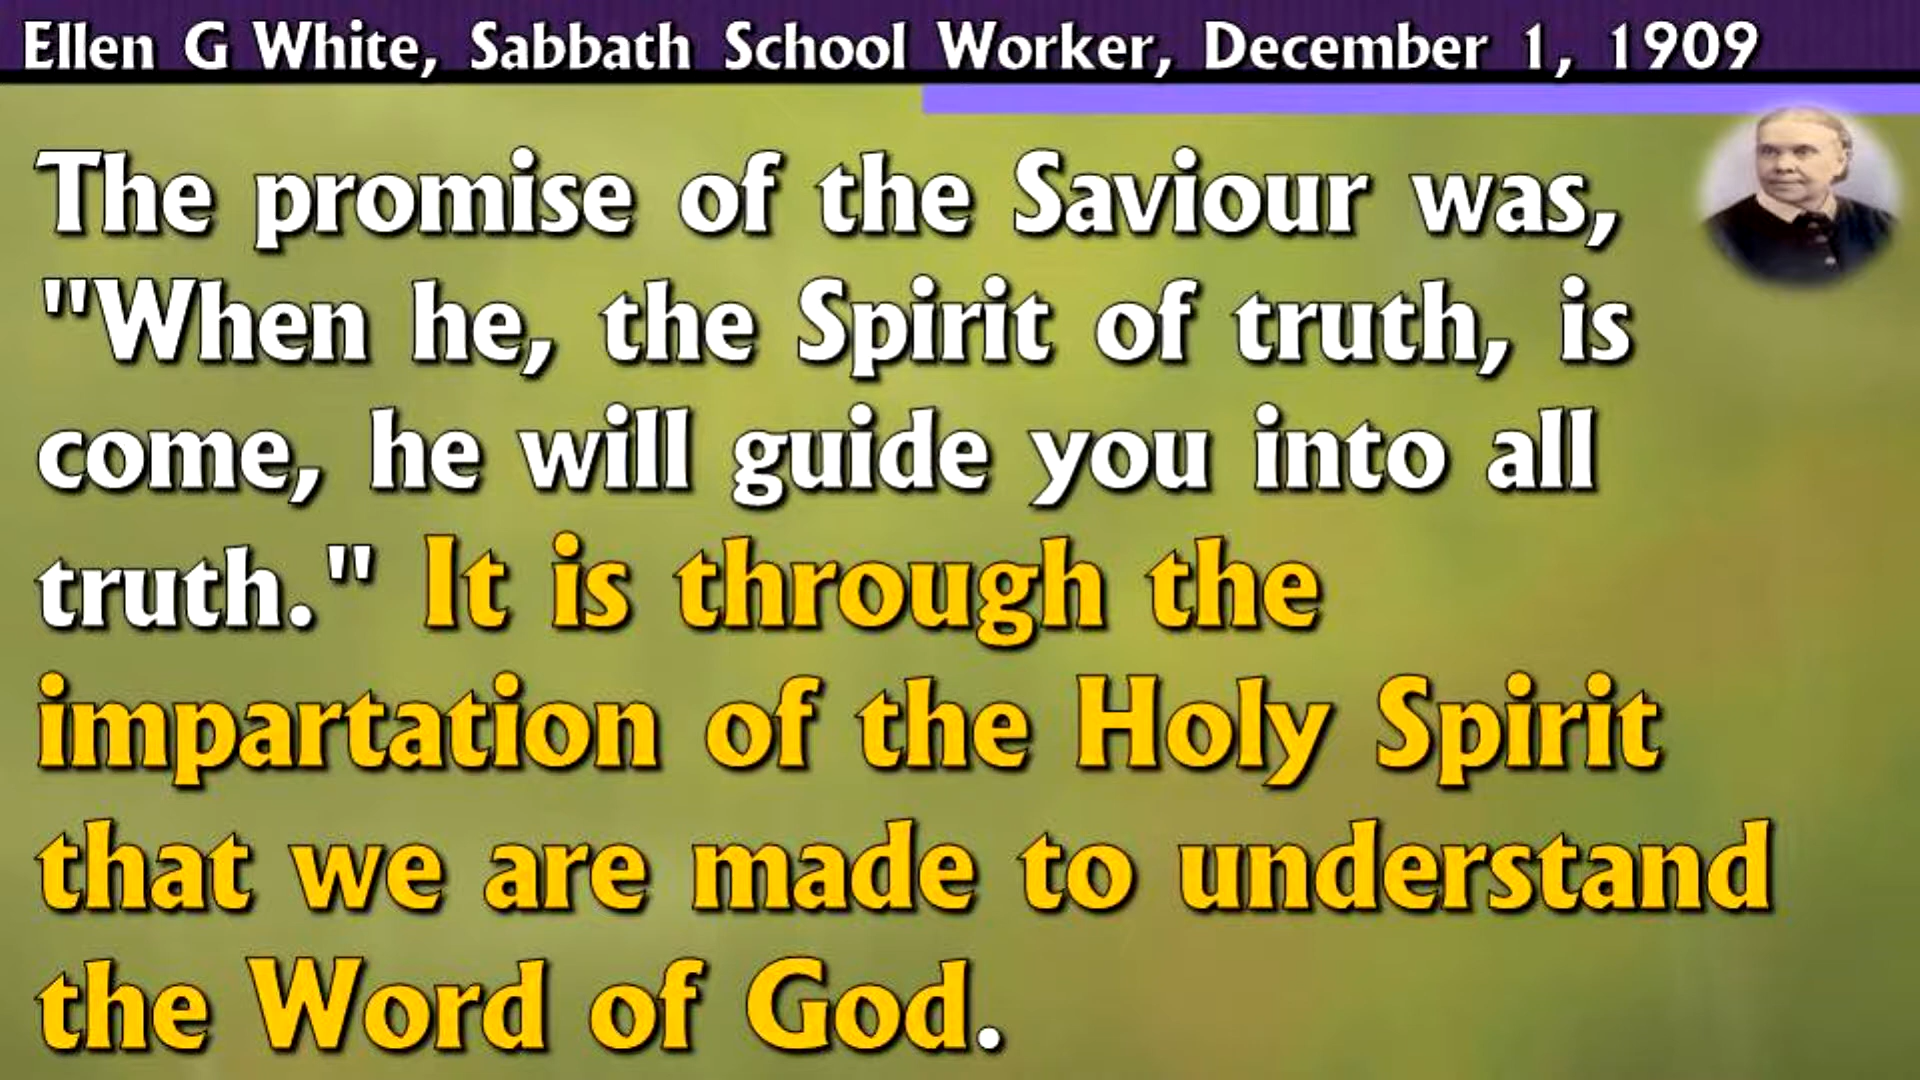 Ellen G White, Sabbath School Worker, December 1, 1909
The promise of the Saviour was,
"When he, the Spirit of truth, is
come, he will guide you into all
truth." It is through the
impartation of the Holy Spirit
that we are made to understand
the Word of God.